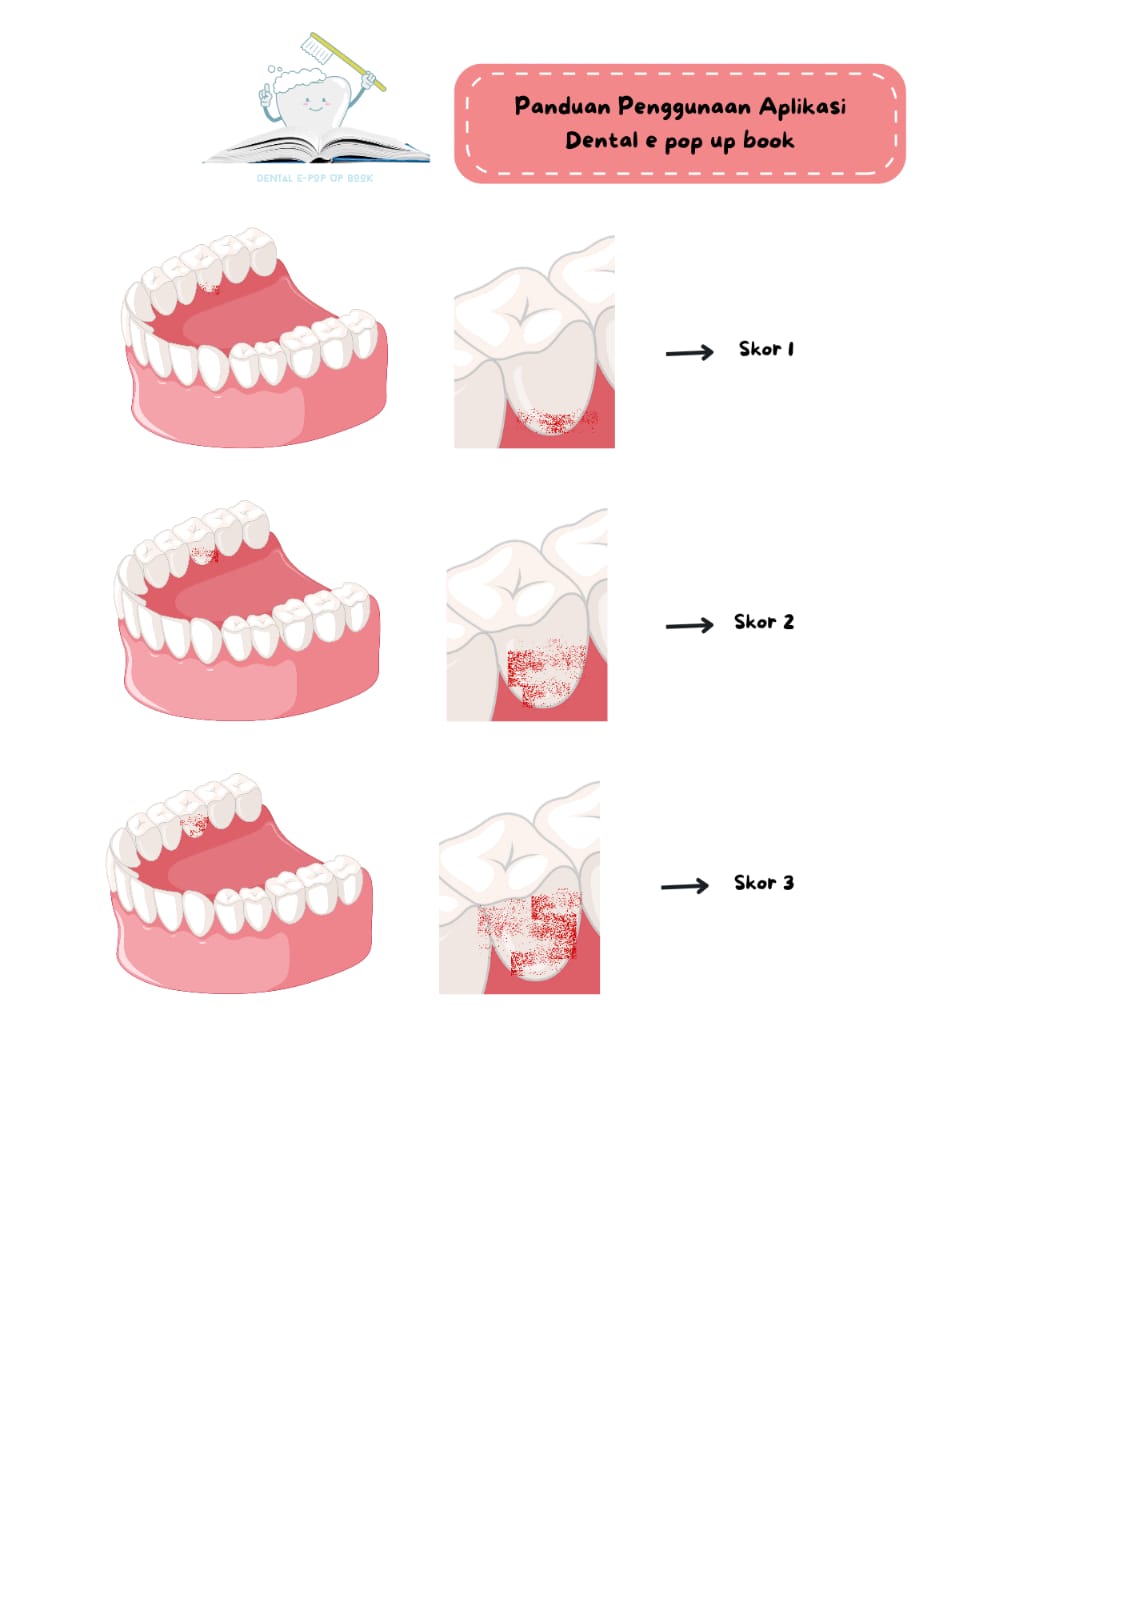 DENTAL E-POP UP BOOK
Panduan Penggunaan Aplikasi
Dental e pop up book
Skor 1
Skor 2
Skor 3